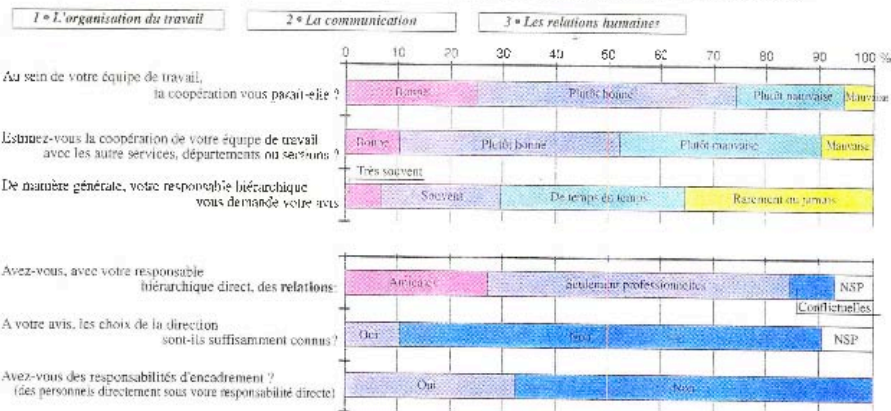 1 • L'organisation du travail
2 • La communication
3 • Les relations humaines
0 10 20 30 40 50 60 70 80 90 100 %
Au sein de votre équipe de travail,
la coopération vous paraît-elle ?
Bonne Plutôt bonne Plutôt mauvaise Mauvaise
Estimez-vous la coopération de votre équipe de travail
avec les autre services, départements ou sections ?
Bonne Plutôt bonne Plutôt mauvaise Mauvaise
Très souvent
De manière générale, votre responsable hiérarchique
vous demande votre avis
Souvent De temps en temps Rarement ou jamais
Avez-vous, avec votre responsable
hiérarchique direct, des relations:
Amicales Seulement professionnelles NSP
Conflictuelles
A votre avis, les choix de la direction
sont-ils suffisamment connus?
Oui NSP
Avez-vous des responsabilités d'encadrement ?
(des personnels directement sous votre responsabilité directe)
Oui Non